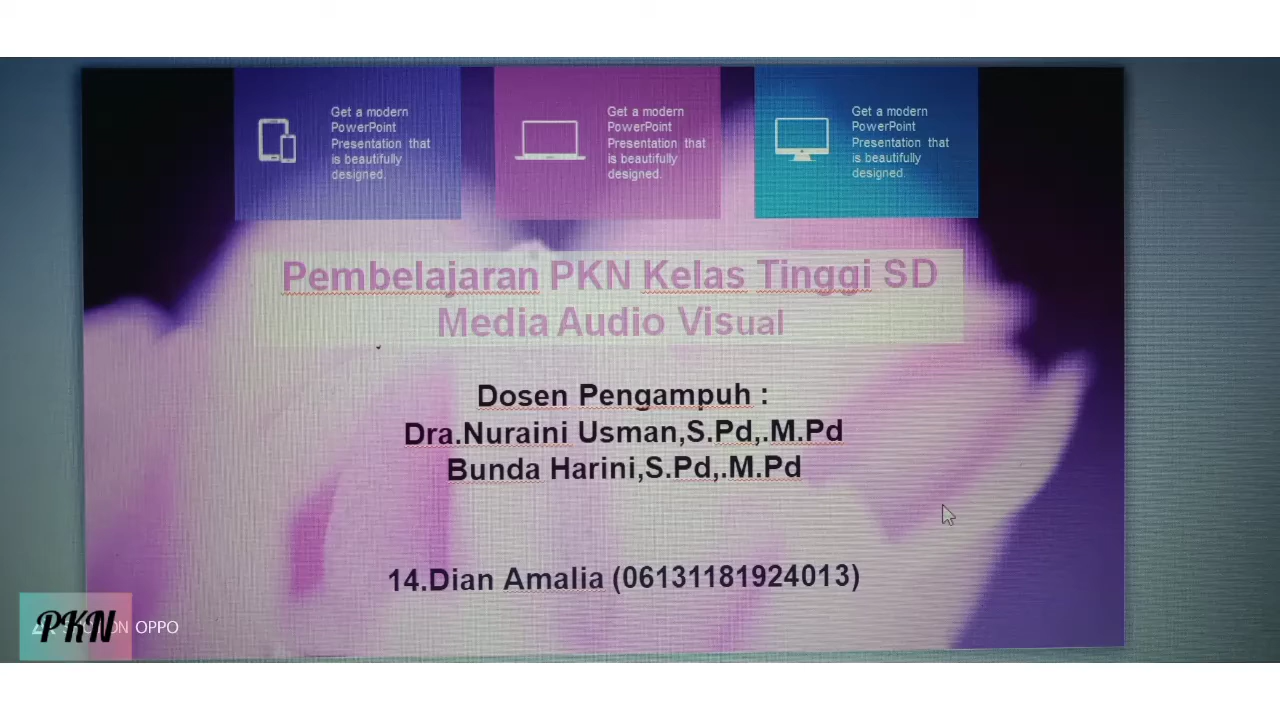 Get a modern
PowerPoint
Presentation that
is beautifully
designed.
Get a modern
PowerPoint
Presentation that
is beautifully
designed.
Get a modern
PowerPoint
Presentation that
is beautifully
designed.
Pembelajaran PKN Kelas Tinggi SD
Media Audio Visual
Dosen Pengampuh :
Dra.Nuraini Usman,S.Pd,.M.Pd
Bunda Harini,S.Pd,.M.Pd
14.Dian Amalia (06131181924013)
PKN
ON OPPO